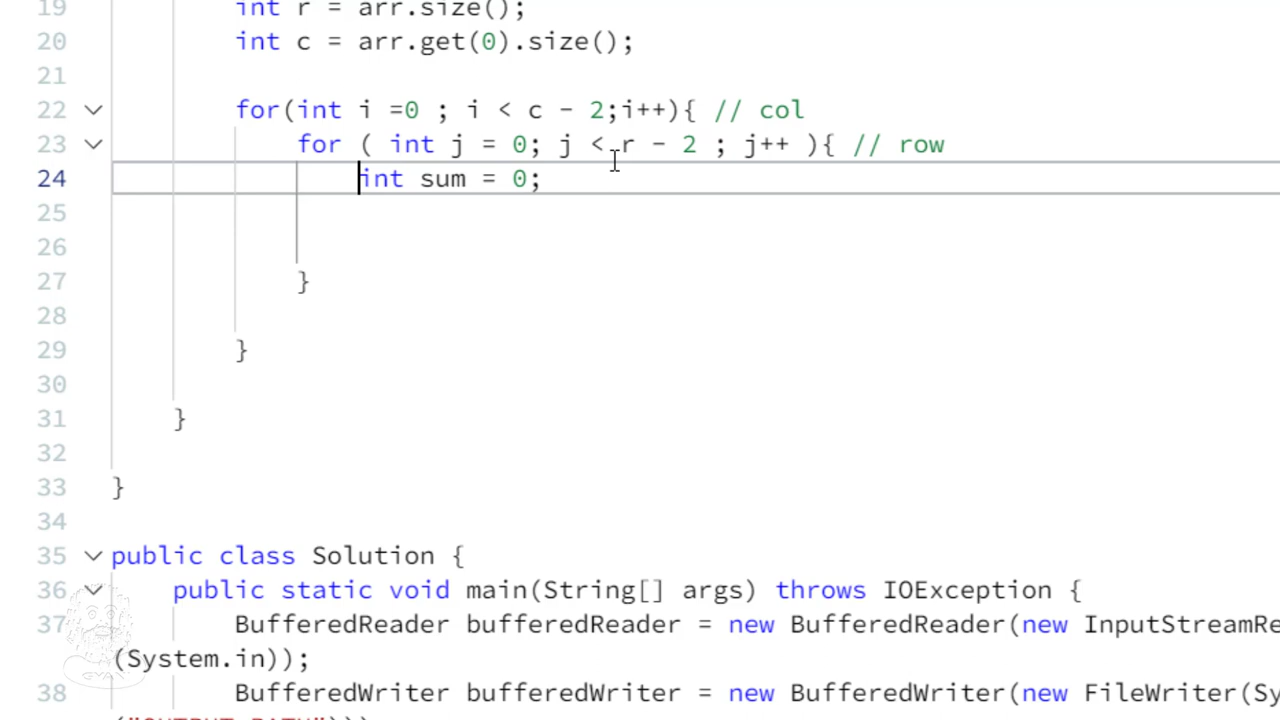 19 int r = arr.size();
20 int c = arr.get(0).size();
21
22 for(int i =0 ; i < c - 2;i++){ // col
23 for ( int j = 0; j < r - 2 ; j++ ){ // row
24 int sum = 0;
25
26
27 }
28
29 }
30
31 }
32
33 }
34
35 public class Solution {
36 public static void main(String[] args) throws IOException {
37 BufferedReader bufferedReader = new BufferedReader(new InputStreamRe
(System.in));
38 BufferedWriter bufferedWriter = new BufferedWriter(new FileWriter(Sy
("OUTPUT_PATH")));